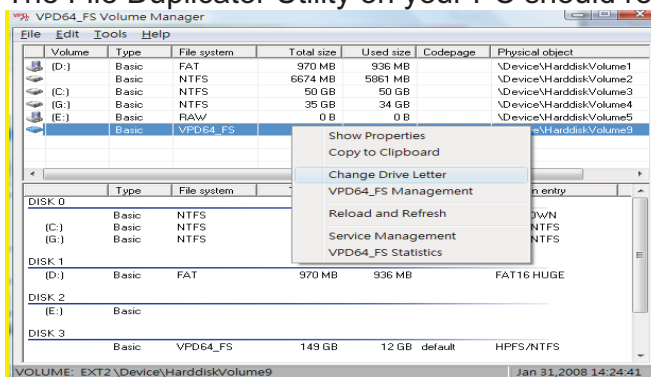 The File Duplicator Utility on your PC should re
VPD64_FS Volume Manager
File Edit Tools Help
Volume Type File system Total size Used size Codepage Physical object
(D:) Basic FAT 970 MB 936 MB \Device\HarddiskVolume1
Basic NTFS 6674 MB 5861 MB \Device\HarddiskVolume2
(C:) Basic NTFS 50 GB 50 GB \Device\HarddiskVolume3
(G:) Basic NTFS 35 GB 34 GB \Device\HarddiskVolume4
(E:) Basic RAW 0 B 0 B \Device\HarddiskVolume5
Basic VPD64_FS e\HarddiskVolume9
Show Properties
Copy to Clipboard
Change Drive Letter
VPD64_FS Management
Reload and Refresh
Service Management
VPD64_FS Statistics
Type File system n entry
DISK 0
Basic NTFS OWN
(C:) Basic NTFS NTFS
(G:) Basic NTFS NTFS
DISK 1
(D:) Basic FAT 970 MB 936 MB FAT16 HUGE
DISK 2
(E:) Basic
DISK 3
Basic VPD64_FS 149 GB 12 GB default HPFS/NTFS
VOLUME: EXT2 \Device\HarddiskVolume9 Jan 31,2008 14:24:41